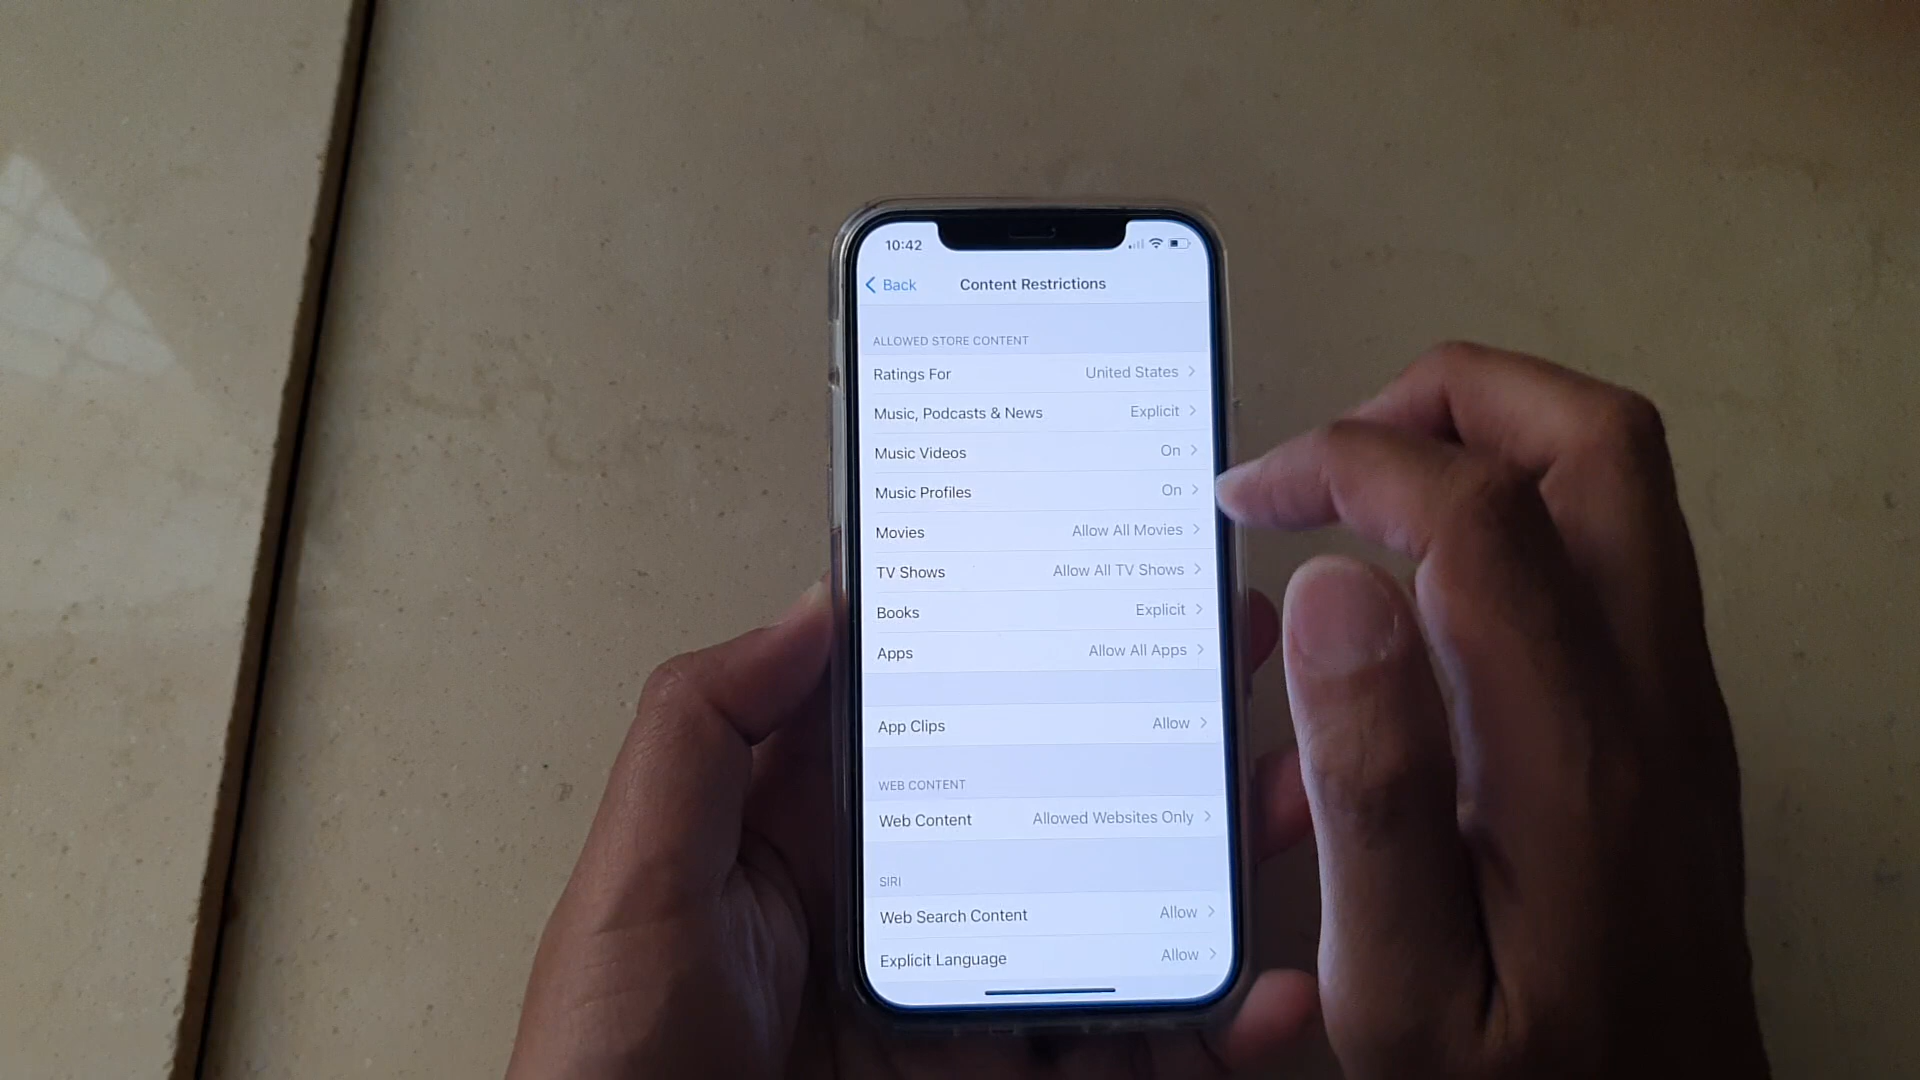 10:42
Back Content Restrictions
ALLOWED STORE CONTENT
Ratings For United States
Music, Podcasts & News Explicit
Music Videos On
Music Profiles On
Movies Allow All Movies
TV Shows Allow All TV Shows
Books Explicit
Apps Allow All Apps
App Clips Allow
WEB CONTENT
Web Content Allowed Websites Only
SIRI
Web Search Content Allow
Explicit Language Allow